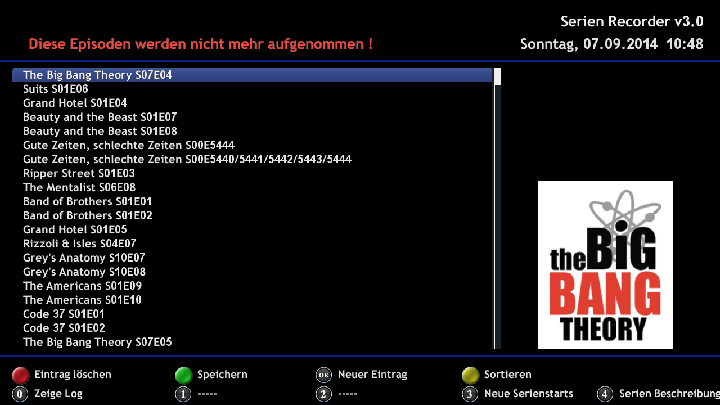 Serien Recorder v3.0
Diese Episoden werden nicht mehr aufgenommen !
Sonntag, 07.09.2014 10:48
The Big Bang Theory S07E04
Suits S01E08
Grand Hotel S01E04
Beauty and the Beast S01E07
Beauty and the Beast S01E08
Gute Zeiten, schlechte Zeiten S00E5444
Gute Zeiten, schlechte Zeiten S00E5440/5441/5442/5443/5444
Ripper Street S01E03
The Mentalist S06E08
Band of Brothers S01E01
Band of Brothers S01E02
Grand Hotel S01E05
Rizzoli & Isles S04E07
Grey's Anatomy S10E07
Grey's Anatomy S10E08
The Americans S01E09
The Americans S01E10
Code 37 S01E01
Code 37 S01E02
The Big Bang Theory S07E05
the BIG
BANG
THEORY
Eintrag löschen
Speichern
OK Neuer Eintrag
Sortieren
0 Zeige Log
1 -----
2 -----
3 Neue Serienstarts
4 Serien Beschreibung